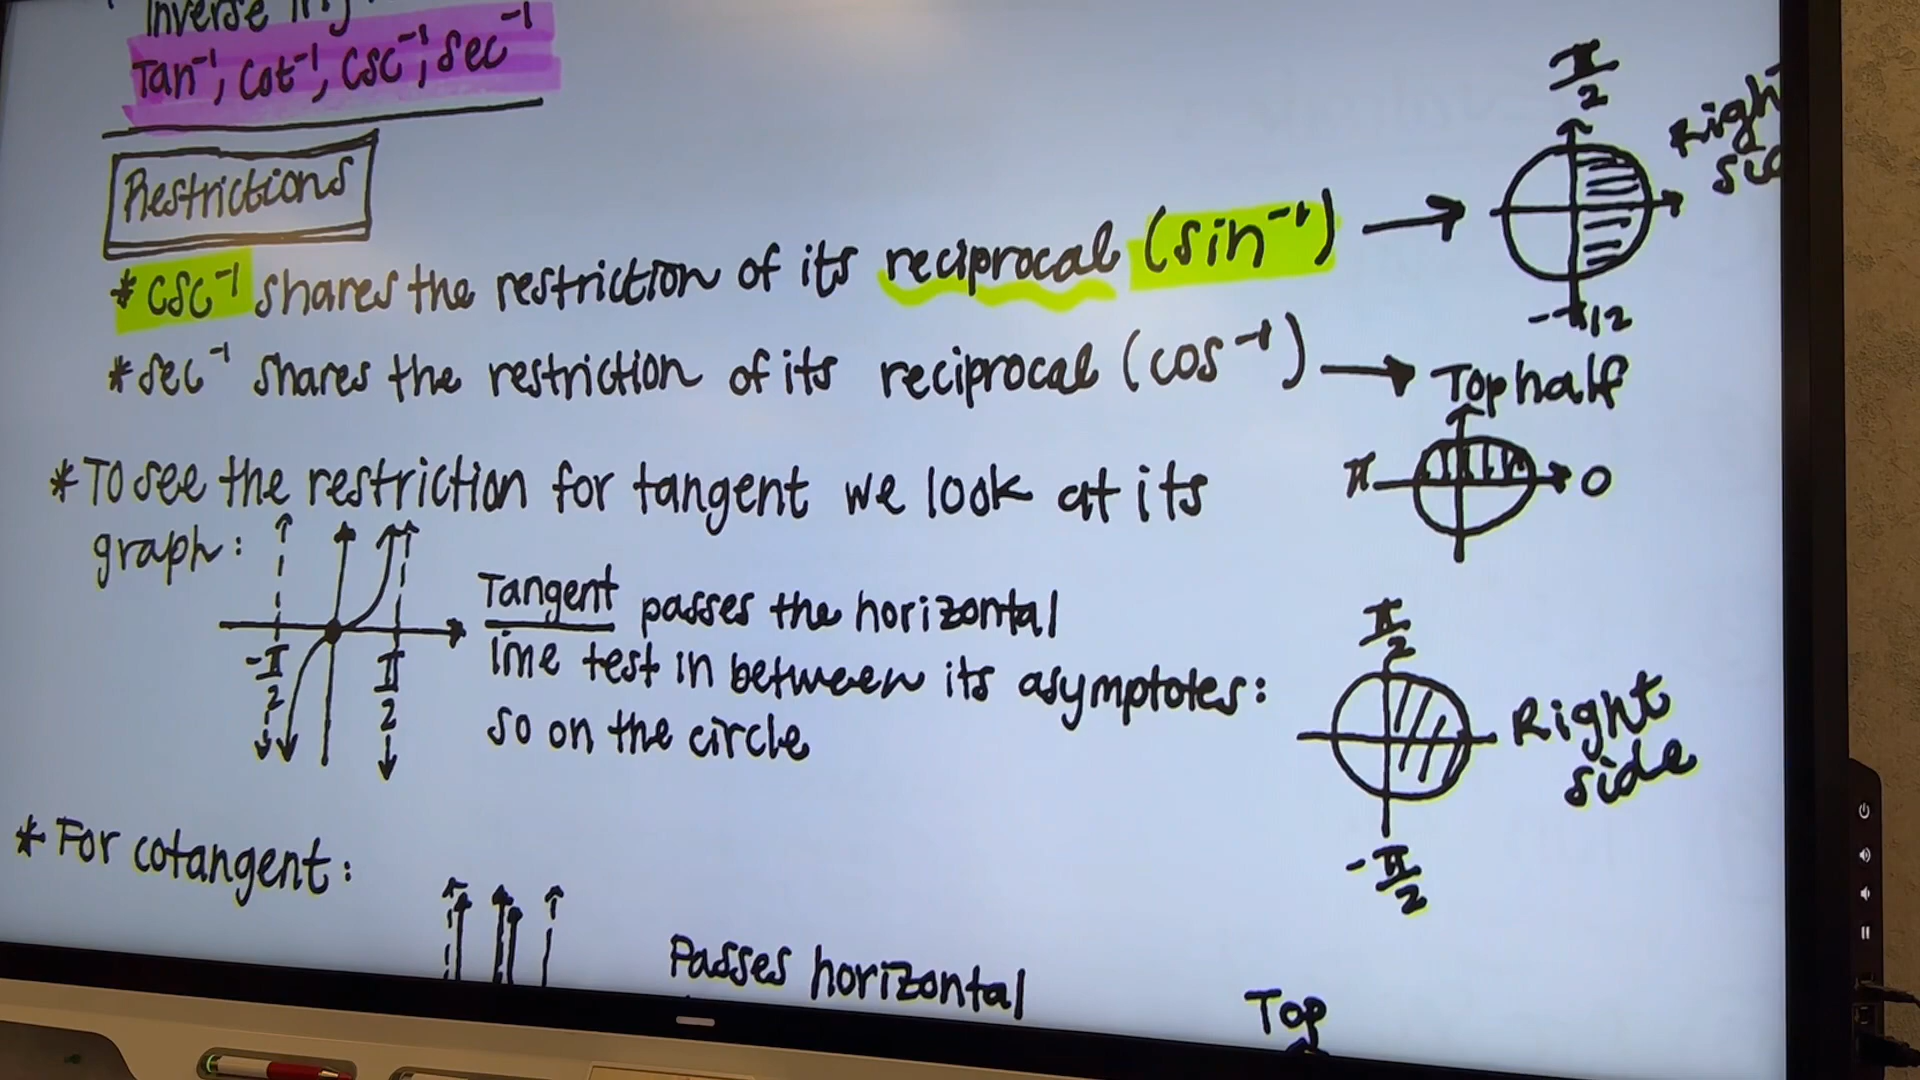 Inverse
Tan⁻¹, cot⁻¹, csc⁻¹, sec⁻¹
Restrictions
* csc⁻¹ shares the restriction of its reciprocal (sin⁻¹) →
π/2
Right
-π/2
* sec⁻¹ shares the restriction of its reciprocal (cos⁻¹) → Top half
π 0
* To see the restriction for tangent we look at its
graph:
-π/2 π/2
Tangent passes the horizontal
line test in between its asymptotes:
so on the circle
π/2
Right
side
-π/2
* For cotangent:
Passes horizontal
Top